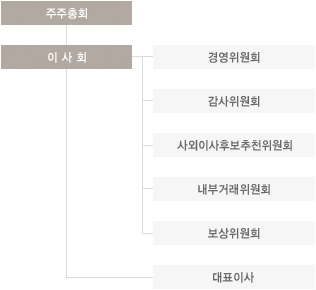 주주총회
이 사 회
경영위원회
감사위원회
사외이사후보추천위원회
내부거래위원회
보상위원회
대표이사